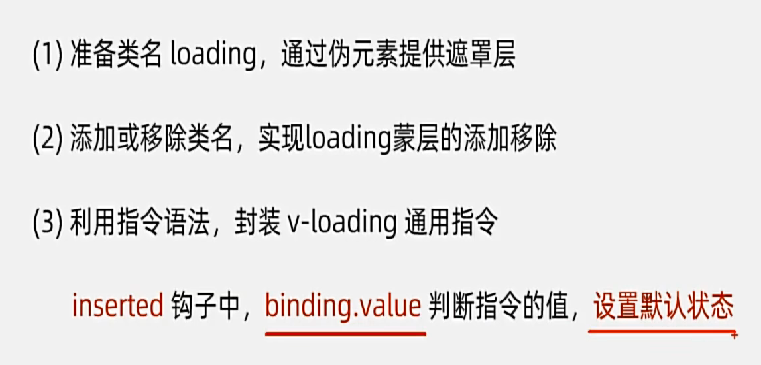 (1) 准备类名 loading，通过伪元素提供遮罩层
(2) 添加或移除类名，实现loading蒙层的添加移除
(3) 利用指令语法，封装 v-loading 通用指令
inserted 钩子中，binding.value 判断指令的值，设置默认状态